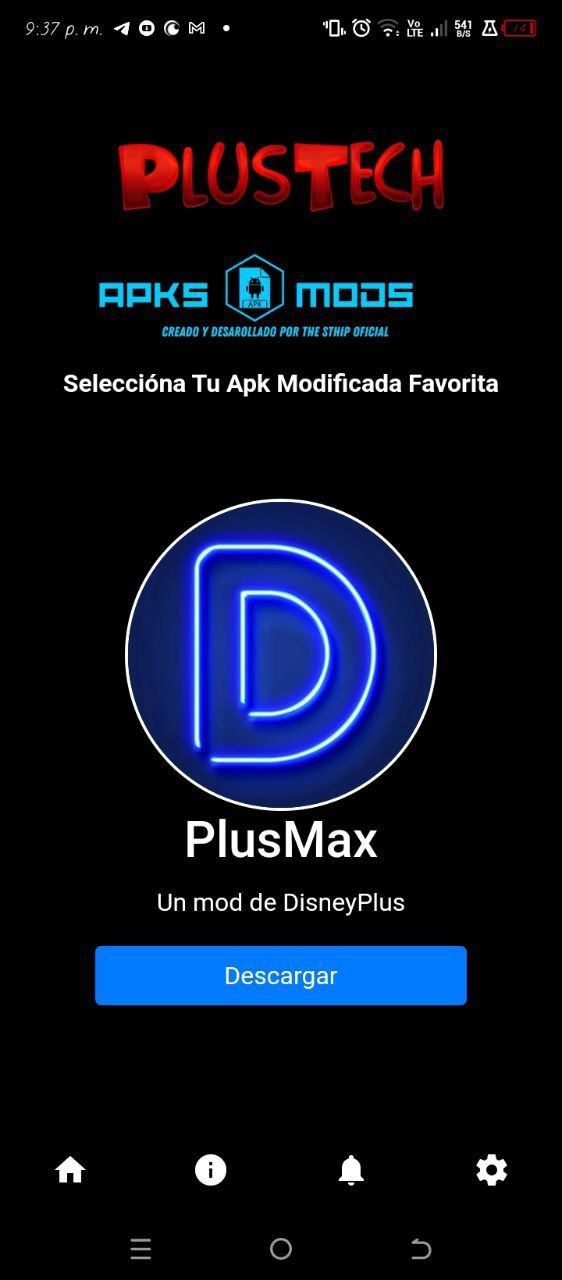 9:37 p. m.
Vo
LTE
541
B/S
14
PLUSTECH
APKS MODS
APK
CREADO Y DESAROLLADO POR THE STHIP OFICIAL
Seleccióna Tu Apk Modificada Favorita
D
PlusMax
Un mod de DisneyPlus
Descargar